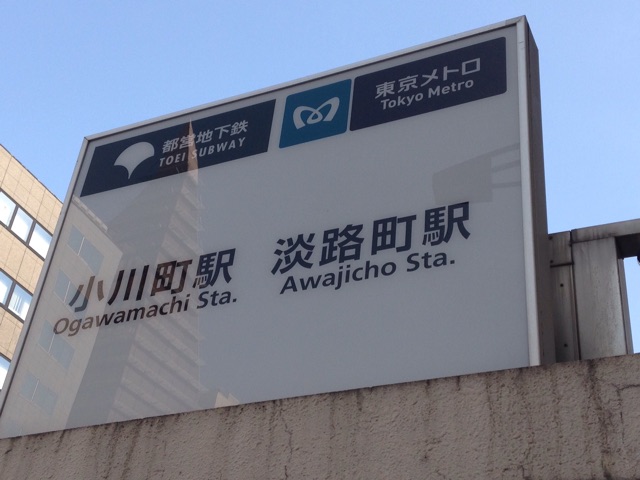 都営地下鉄
TOEI SUBWAY
東京メトロ
Tokyo Metro
小川町駅
Ogawamachi Sta.
淡路町駅
Awajicho Sta.